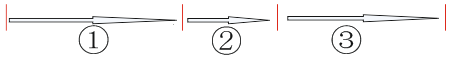 ① ② ③